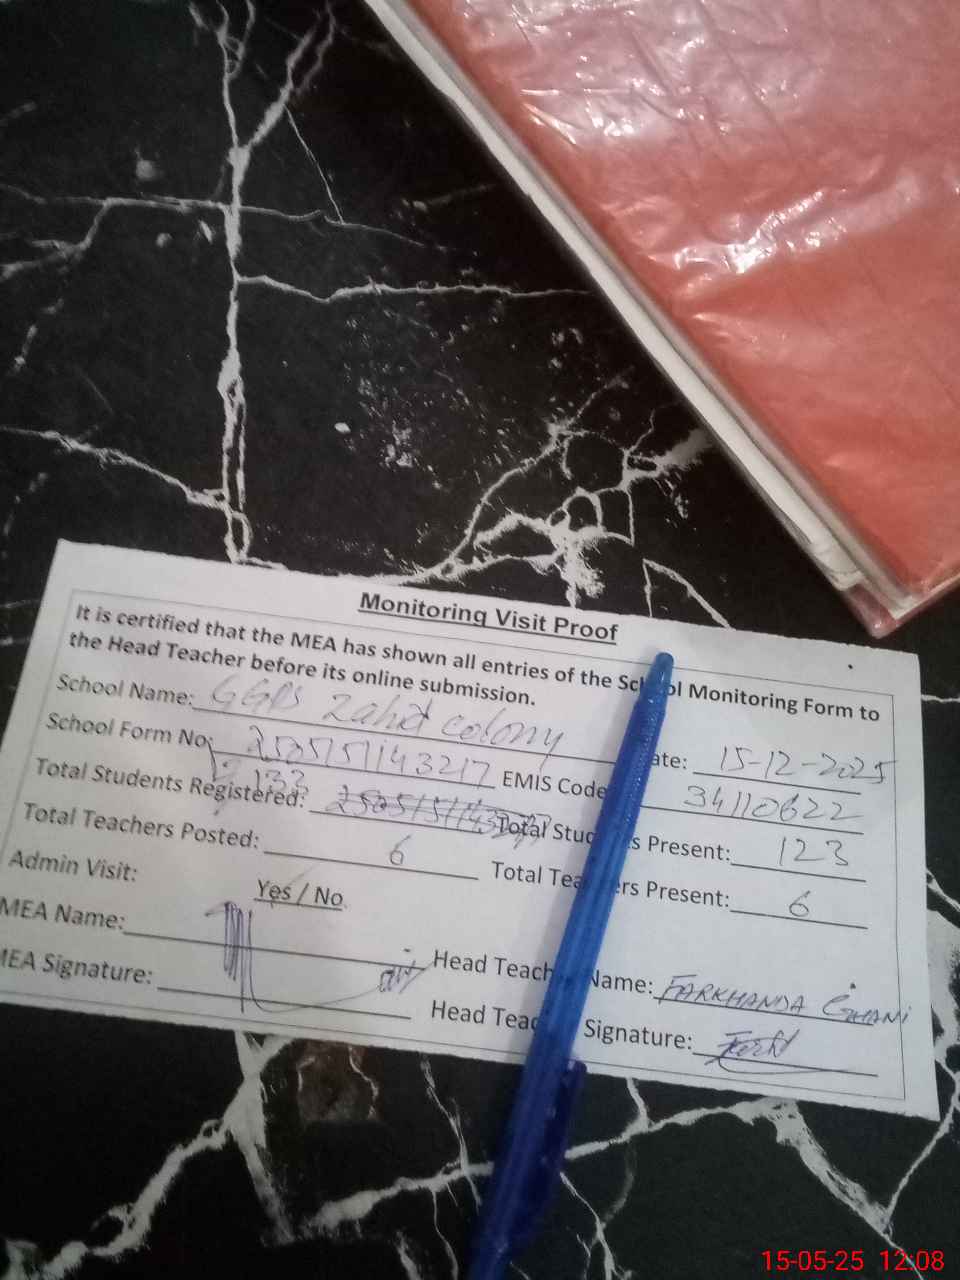 Monitoring Visit Proof
It is certified that the MEA has shown all entries of the School Monitoring Form to
the Head Teacher before its online submission.
School Name: GGPS Zahid colony
School Form No: 250515143217 ate: 15-12-2025
Total Students Registered: 133 EMIS Code 34110622
Total Teachers Posted: 6 Total Stud s Present: 123
Admin Visit: Yes / No Total Tea ers Present: 6
MEA Name: Head Teach Name: FARKHANDA GHANI
MEA Signature: Head Teac Signature:
15-05-25 12:08